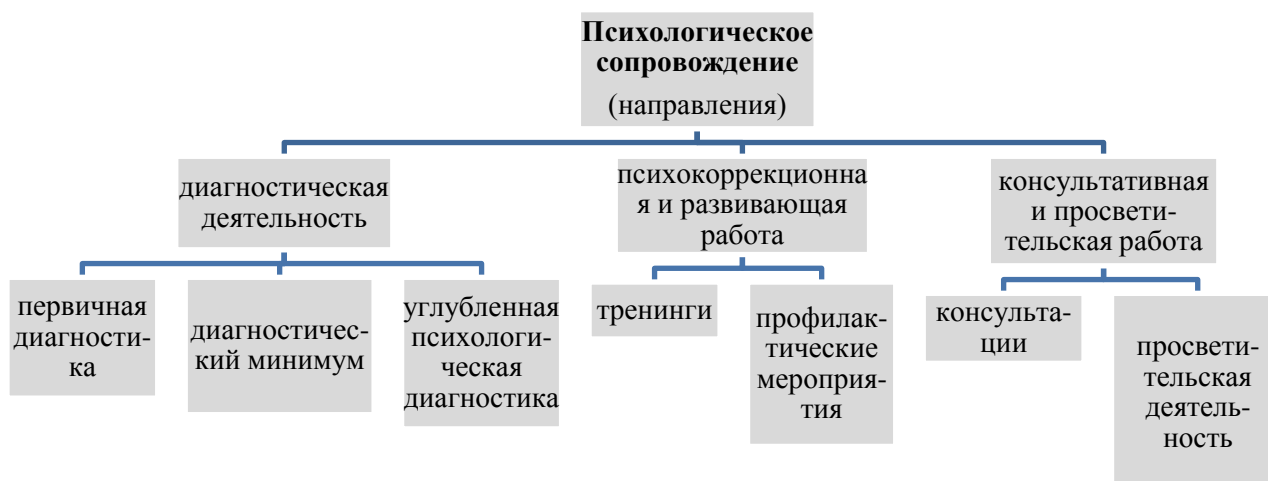 Психологическое
сопровождение
(направления)
диагностическая
деятельность
психокоррекционна
я и развивающая
работа
консультативная
и просвети-
тельская работа
первичная
диагности-
ка
диагностичес-
кий минимум
углубленная
психологи-
ческая
диагностика
тренинги
профилак-
тические
мероприя-
тия
консульта-
ции
просвети-
тельская
деятель-
ность